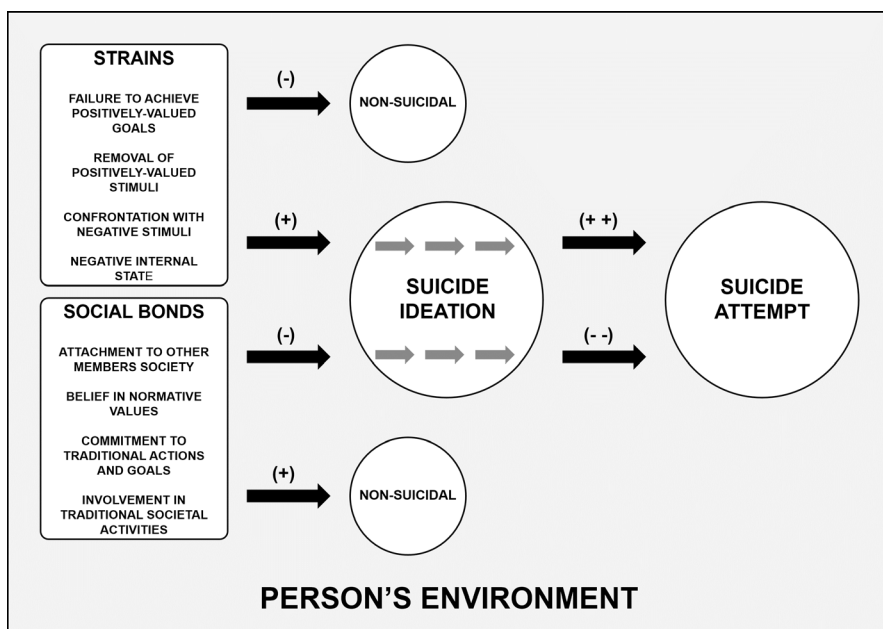 STRAINS
FAILURE TO ACHIEVE
POSITIVELY-VALUED
GOALS
REMOVAL OF
POSITIVELY-VALUED
STIMULI
CONFRONTATION WITH
NEGATIVE STIMULI
NEGATIVE INTERNAL
STATE
SOCIAL BONDS
ATTACHMENT TO OTHER
MEMBERS SOCIETY
BELIEF IN NORMATIVE
VALUES
COMMITMENT TO
TRADITIONAL ACTIONS
AND GOALS
INVOLVEMENT IN
TRADITIONAL SOCIETAL
ACTIVITIES
(-)
NON-SUICIDAL
(+)
(-)
SUICIDE
IDEATION
(+ +)
(- -)
SUICIDE
ATTEMPT
(+)
NON-SUICIDAL
PERSON'S ENVIRONMENT